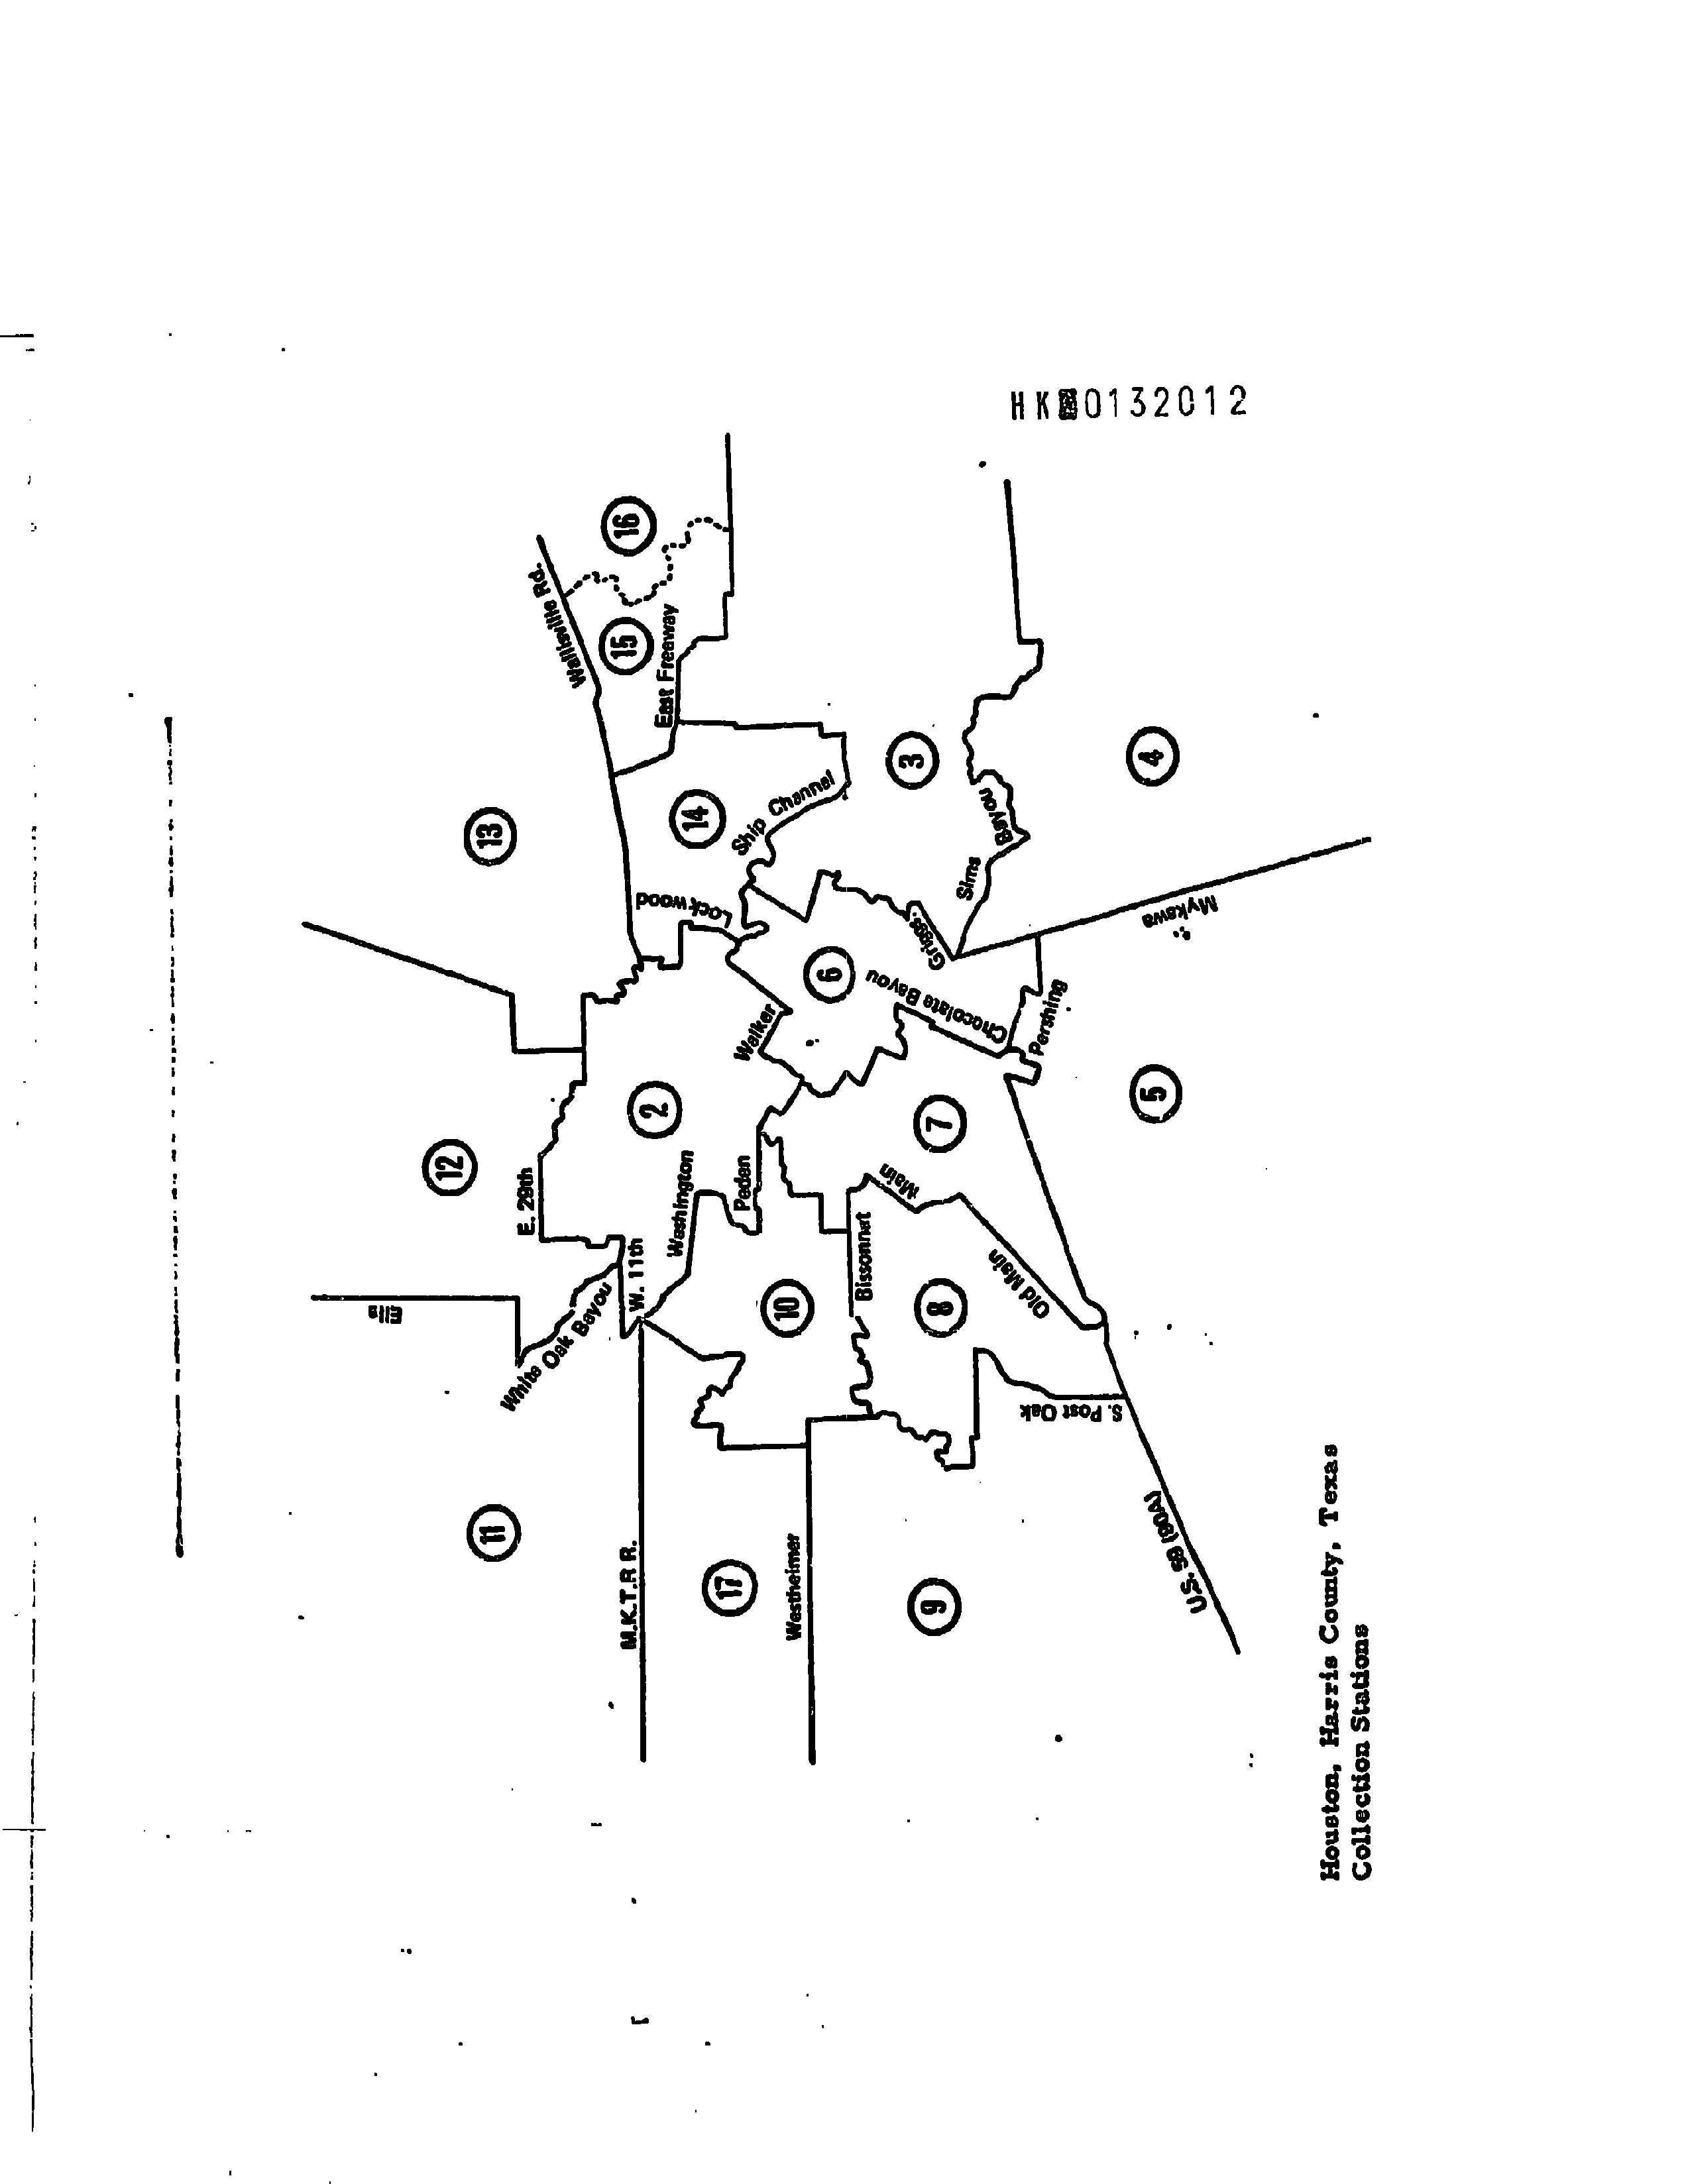 HK 0132012
Wallisville Rd.
16
15
East Freeway
13
14
Ship Channel
3
4
Lockwood
Sims
Bayou
Mykawa
6
Griggs
Chocolate Bayou
Walker
Pershing
12
2
7
5
E. 29th
Washington
Peden
Main
Ella
White Oak Bayou
W. 11th
10
Bissonnet
8
Old Main
S. Post Oak
11
M.K.T.R R.
17
Westheimer
9
U.S. 59 (90A)
Houston, Harris County, Texas
Collection Stations